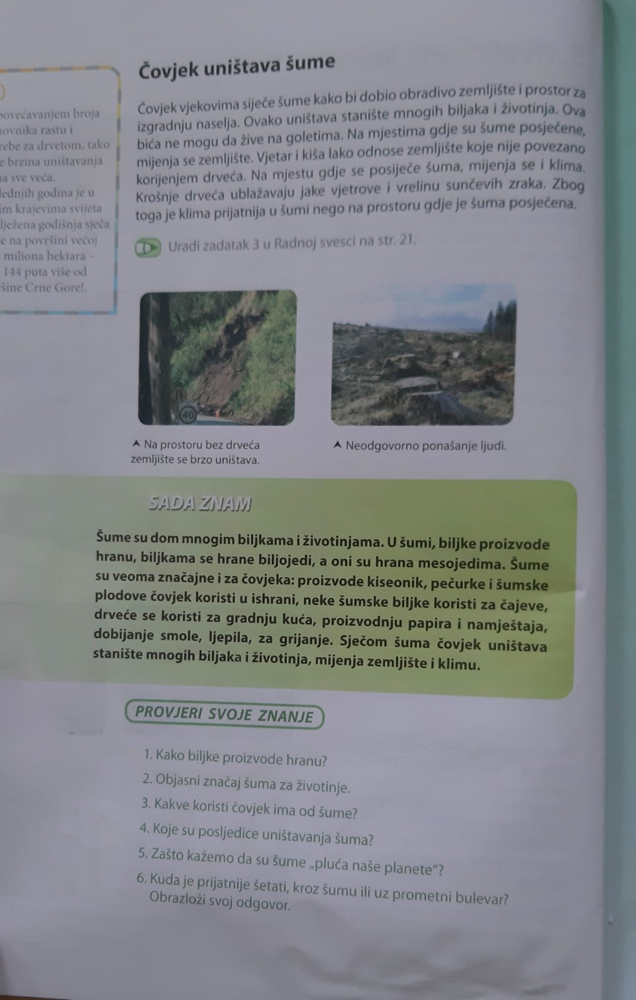 povećavanjem broja
rastu i
za drvetom, tako
brzina uništavanja
sve veća.
godina je u
krajevima svijeta
godišnja sječa
na površini većoj
miliona hektara –
144 puta više od
Crne Gore!.
Čovjek uništava šume
Čovjek vjekovima siječe šume kako bi dobio obradivo zemljište i prostor za
izgradnju naselja. Ovako uništava stanište mnogih biljaka i životinja. Ova
bića ne mogu da žive na goletima. Na mjestima gdje su šume posječene,
mijenja se zemljište. Vjetar i kiša lako odnose zemljište koje nije povezano
korijenjem drveća. Na mjestu gdje se posiječe šuma, mijenja se i klima.
Krošnje drveća ublažavaju jake vjetrove i vrelinu sunčevih zraka. Zbog
toga je klima prijatnija u šumi nego na prostoru gdje je šuma posječena.
Uradi zadatak 3 u Radnoj svesci na str. 21.
40
Na prostoru bez drveća
zemljište se brzo uništava.
Neodgovorno ponašanje ljudi.
SADA ZNAM
Šume su dom mnogim biljkama i životinjama. U šumi, biljke proizvode
hranu, biljkama se hrane biljojedi, a oni su hrana mesojedima. Šume
su veoma značajne i za čovjeka: proizvode kiseonik, pečurke i šumske
plodove čovjek koristi u ishrani, neke šumske biljke koristi za čajeve,
drveće se koristi za gradnju kuća, proizvodnju papira i namještaja,
dobijanje smole, ljepila, za grijanje. Sječom šuma čovjek uništava
stanište mnogih biljaka i životinja, mijenja zemljište i klimu.
PROVJERI SVOJE ZNANJE
1. Kako biljke proizvode hranu?
2. Objasni značaj šuma za životinje.
3. Kakve koristi čovjek ima od šume?
4. Koje su posljedice uništavanja šuma?
5. Zašto kažemo da su šume „pluća naše planete“?
6. Kuda je prijatnije šetati, kroz šumu ili uz prometni bulevar?
Obrazloži svoj odgovor.